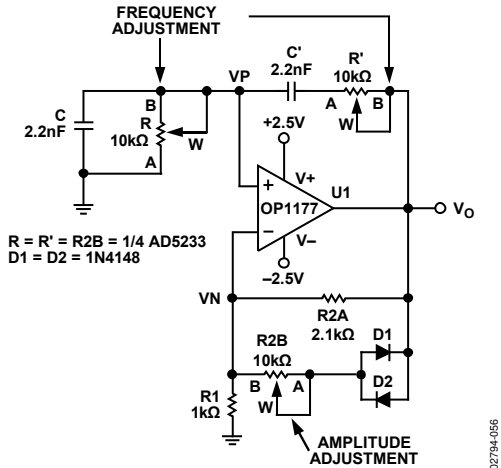 FREQUENCY
ADJUSTMENT
C'
2.2nF
R'
10kΩ
VP
A
B
W
C
2.2nF
B
R
10kΩ
W
A
+2.5V
V+
U1
+
OP1177
−
V−
−2.5V
VO
R = R' = R2B = 1/4 AD5233
D1 = D2 = 1N4148
VN
R2A
2.1kΩ
R2B
10kΩ
D1
B
A
D2
W
R1
1kΩ
AMPLITUDE
ADJUSTMENT
02794-056